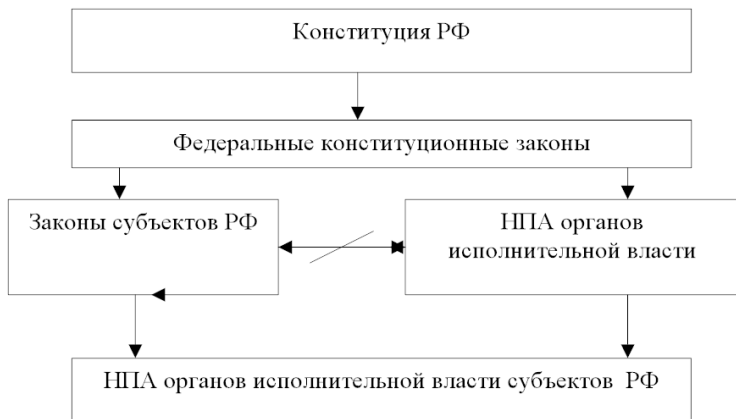 Конституция РФ
Федеральные конституционные законы
Законы субъектов РФ
НПА органов
исполнительной власти
НПА органов исполнительной власти субъектов РФ